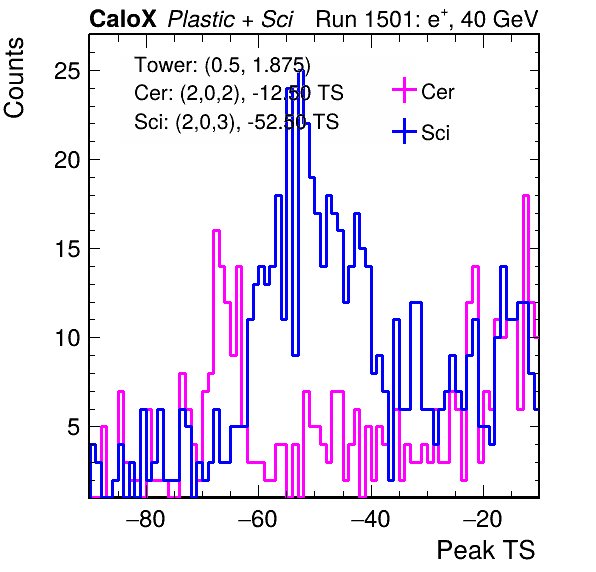 CaloX Plastic + Sci Run 1501: e+, 40 GeV
Counts
Tower: (0.5, 1.875)
Cer: (2,0,2), -12.50 TS
Sci: (2,0,3), -52.50 TS
Cer
Sci
25
20
15
10
5
−80 −60 −40 −20
Peak TS